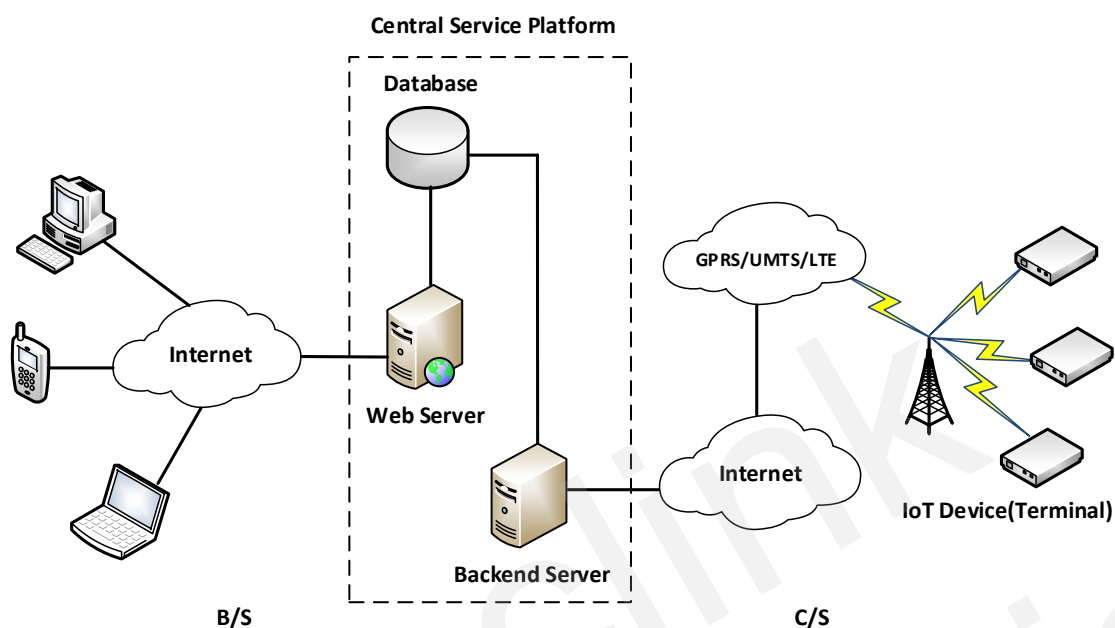 Central Service Platform
Database
GPRS/UMTS/LTE
Internet
Web Server
Internet
IoT Device(Terminal)
Backend Server
B/S
C/S